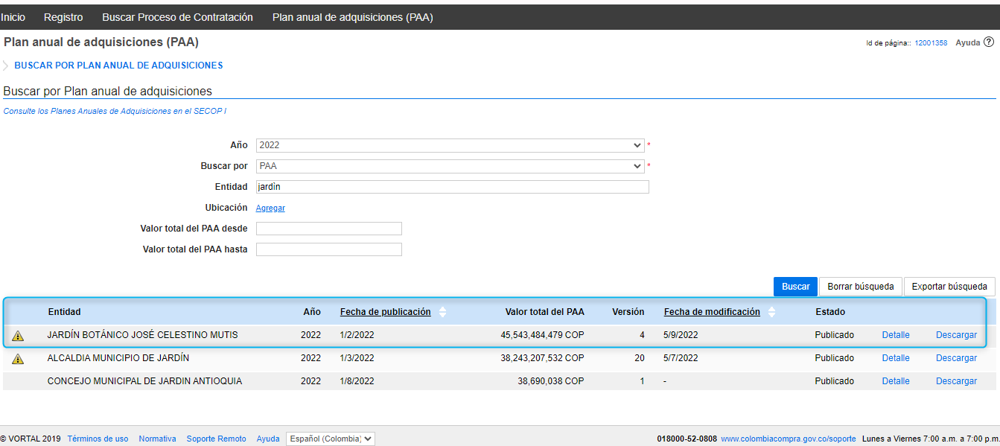 Inicio Registro Buscar Proceso de Contratación Plan anual de adquisiciones (PAA)
Plan anual de adquisiciones (PAA) Id de página:: 12001358 Ayuda ?
BUSCAR POR PLAN ANUAL DE ADQUISICIONES
Buscar por Plan anual de adquisiciones
Consulte los Planes Anuales de Adquisiciones en el SECOP I
Año 2022 *
Buscar por PAA *
Entidad jardin
Ubicación Agregar
Valor total del PAA desde
Valor total del PAA hasta
Buscar Borrar búsqueda Exportar búsqueda
Entidad Año Fecha de publicación Valor total del PAA Versión Fecha de modificación Estado
JARDÍN BOTÁNICO JOSÉ CELESTINO MUTIS 2022 1/2/2022 45,543,484,479 COP 4 5/9/2022 Publicado Detalle Descargar
ALCALDIA MUNICIPIO DE JARDÍN 2022 1/3/2022 38,243,207,532 COP 20 5/7/2022 Publicado Detalle Descargar
CONCEJO MUNICIPAL DE JARDIN ANTIOQUIA 2022 1/8/2022 38,690,038 COP 1 - Publicado Detalle Descargar
© VORTAL 2019 Términos de uso Normativa Soporte Remoto Ayuda Español (Colombia) 018000-52-0808 www.colombiacompra.gov.co/soporte Lunes a Viernes 7:00 a.m. a 7:00 p.m.